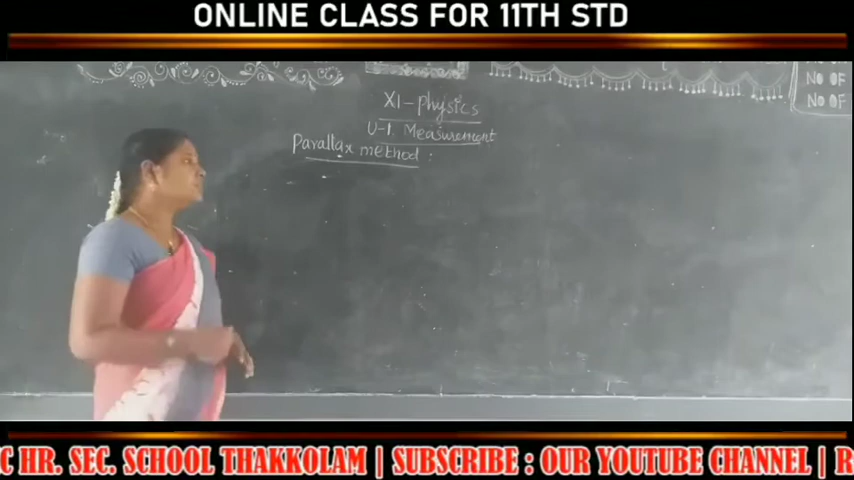 ONLINE CLASS FOR 11TH STD
NO OF
NO OF
XI-Physics
U-1. Measurement
Parallax method :
C HR. SEC. SCHOOL THAKKOLAM | SUBSCRIBE : OUR YOUTUBE CHANNEL | R